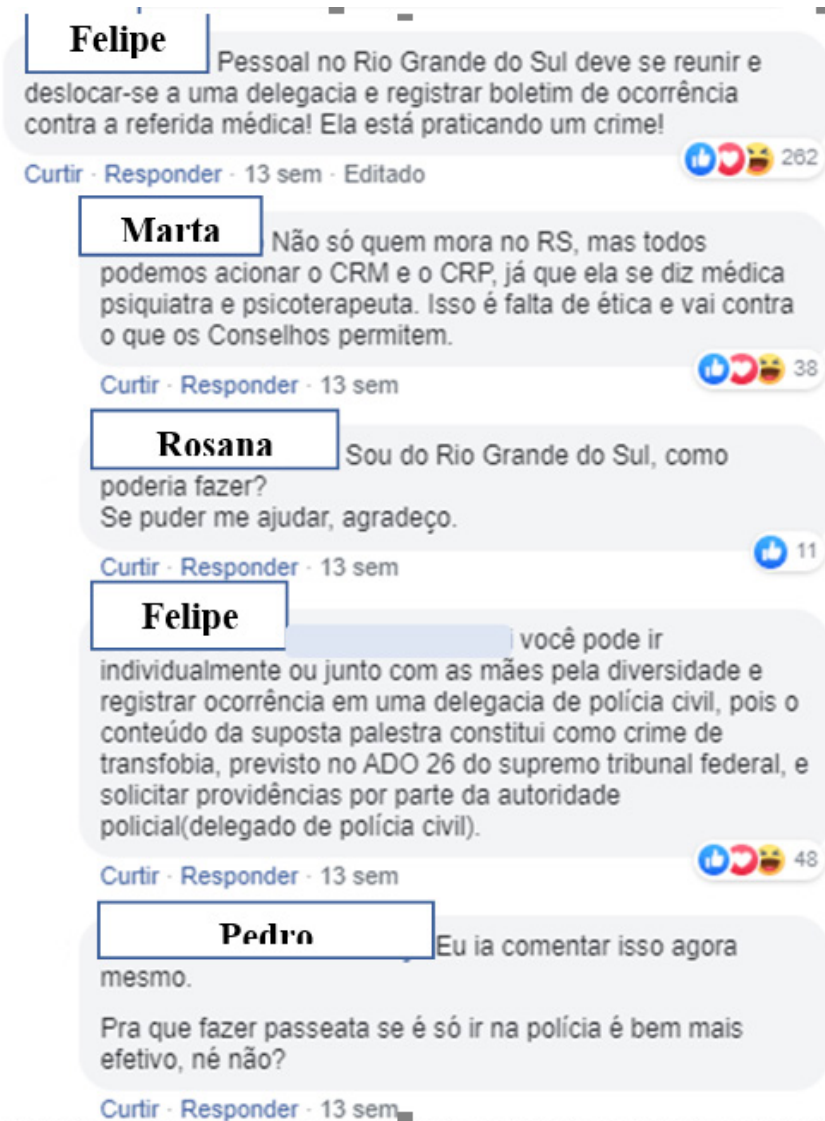 Felipe Pessoal no Rio Grande do Sul deve se reunir e
deslocar-se a uma delegacia e registrar boletim de ocorrência
contra a referida médica! Ela está praticando um crime!
262
Curtir · Responder · 13 sem · Editado
Marta Não só quem mora no RS, mas todos
podemos acionar o CRM e o CRP, já que ela se diz médica
psiquiatra e psicoterapeuta. Isso é falta de ética e vai contra
o que os Conselhos permitem.
38
Curtir · Responder · 13 sem
Rosana Sou do Rio Grande do Sul, como
poderia fazer?
Se puder me ajudar, agradeço.
11
Curtir · Responder · 13 sem
Felipe você pode ir
individualmente ou junto com as mães pela diversidade e
registrar ocorrência em uma delegacia de polícia civil, pois o
conteúdo da suposta palestra constitui como crime de
transfobia, previsto no ADO 26 do supremo tribunal federal, e
solicitar providências por parte da autoridade
policial(delegado de polícia civil).
48
Curtir · Responder · 13 sem
Pedro Eu ia comentar isso agora
mesmo.
Pra que fazer passeata se é só ir na polícia é bem mais
efetivo, né não?
Curtir · Responder · 13 sem